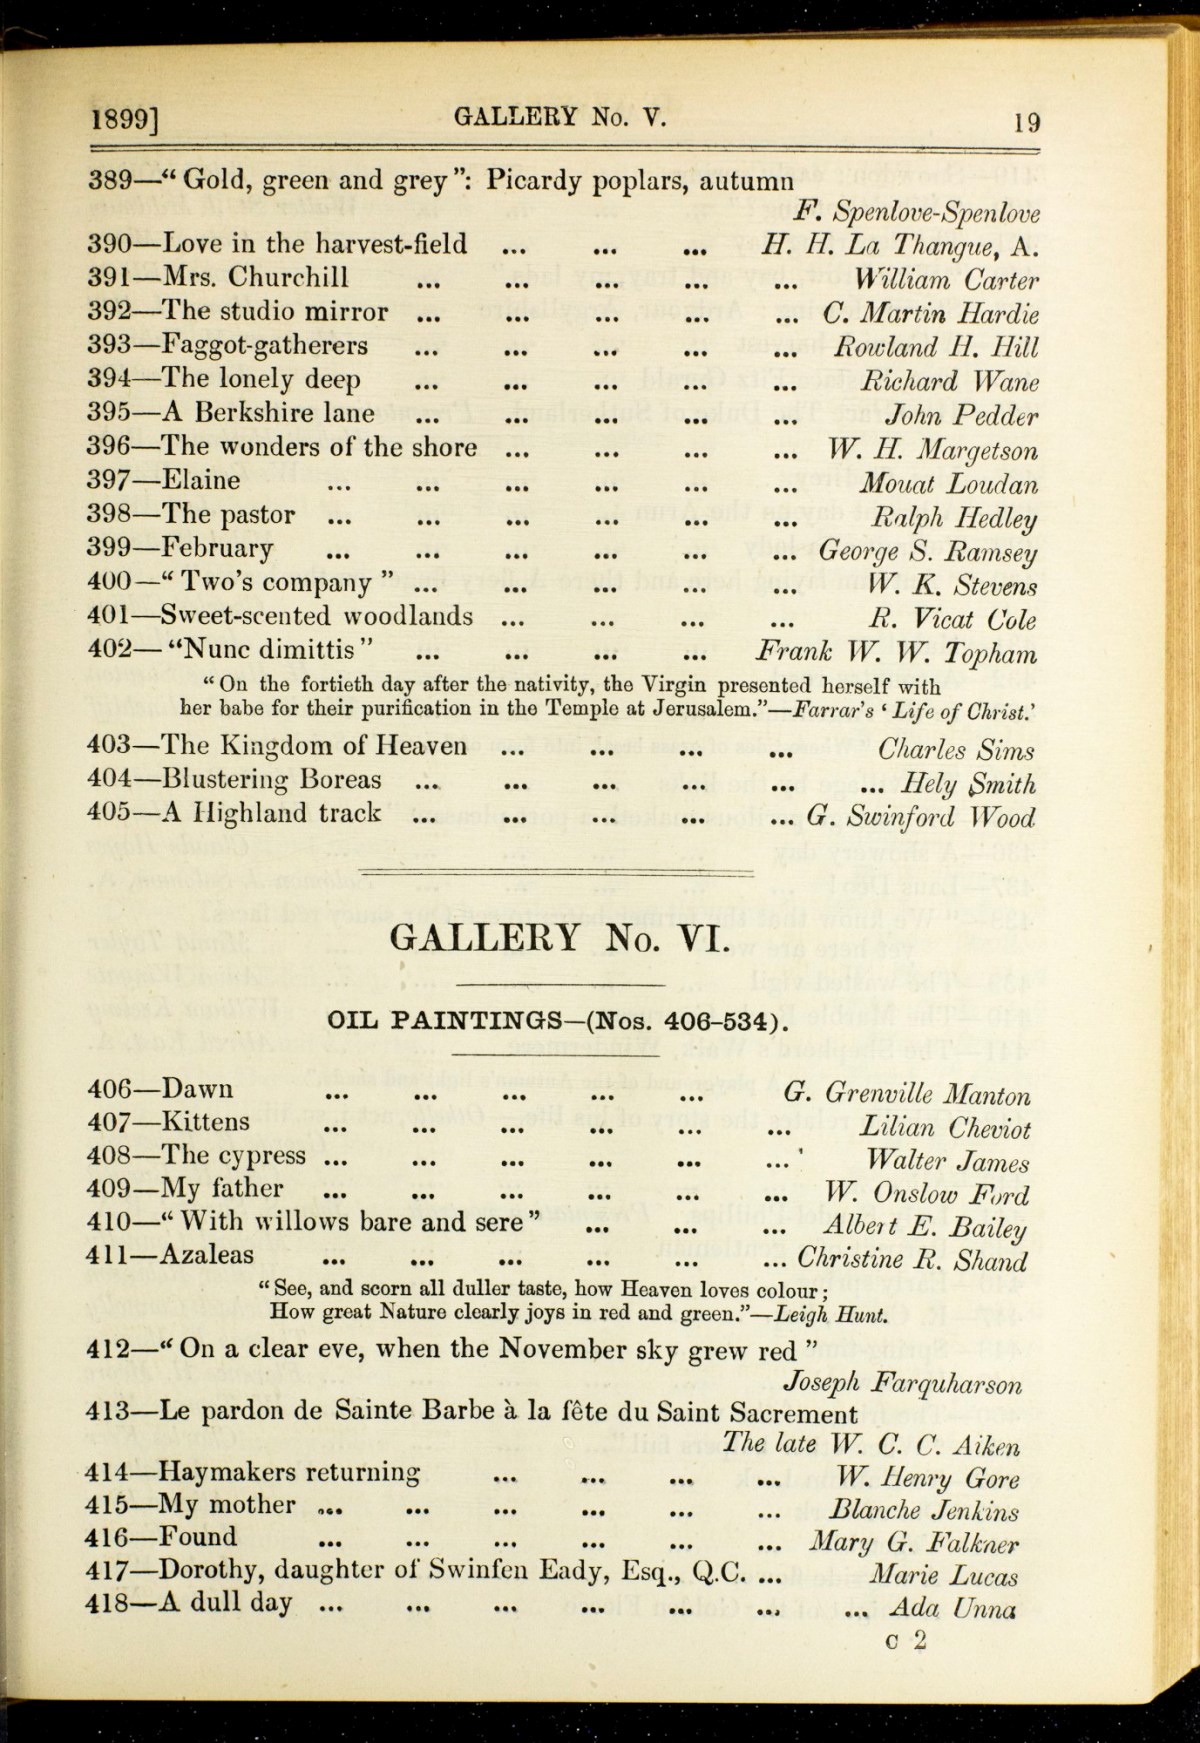 1899] GALLERY No. V. 19
389—“Gold, green and grey”: Picardy poplars, autumn
F. Spenlove-Spenlove
390—Love in the harvest-field ... ... ... H. H. La Thangue, A.
391—Mrs. Churchill ... ... ... ... ... William Carter
392—The studio mirror ... ... ... ... ... C. Martin Hardie
393—Faggot-gatherers ... ... ... ... ... Rowland H. Hill
394—The lonely deep ... ... ... ... ... Richard Wane
395—A Berkshire lane ... ... ... ... ... John Pedder
396—The wonders of the shore ... ... ... ... W. H. Margetson
397—Elaine ... ... ... ... ... ... Mouat Loudan
398—The pastor ... ... ... ... ... ... Ralph Hedley
399—February ... ... ... ... ... ... George S. Ramsey
400—“Two’s company” ... ... ... ... ... W. K. Stevens
401—Sweet-scented woodlands ... ... ... ... R. Vicat Cole
402—“Nunc dimittis” ... ... ... ... Frank W. W. Topham
“On the fortieth day after the nativity, the Virgin presented herself with
her babe for their purification in the Temple at Jerusalem.”—Farrar’s ‘Life of Christ.’
403—The Kingdom of Heaven ... ... ... ... Charles Sims
404—Blustering Boreas ... ... ... ... ... ... Hely Smith
405—A Highland track ... ... ... ... ... G. Swinford Wood
GALLERY No. VI.
OIL PAINTINGS—(Nos. 406–534).
406—Dawn ... ... ... ... ... G. Grenville Manton
407—Kittens ... ... ... ... ... ... Lilian Cheviot
408—The cypress ... ... ... ... ... ... Walter James
409—My father ... ... ... ... ... ... W. Onslow Ford
410—“With willows bare and sere” ... ... ... Albert E. Bailey
411—Azaleas ... ... ... ... ... ... Christine R. Shand
“See, and scorn all duller taste, how Heaven loves colour;
How great Nature clearly joys in red and green.”—Leigh Hunt.
412—“On a clear eve, when the November sky grew red”
Joseph Farquharson
413—Le pardon de Sainte Barbe à la fête du Saint Sacrement
The late W. C. C. Aiken
414—Haymakers returning ... ... ... ... W. Henry Gore
415—My mother ... ... ... ... ... ... Blanche Jenkins
416—Found ... ... ... ... ... ... Mary G. Falkner
417—Dorothy, daughter of Swinfen Eady, Esq., Q.C. ... Marie Lucas
418—A dull day ... ... ... ... ... ... ... Ada Unna
C 2